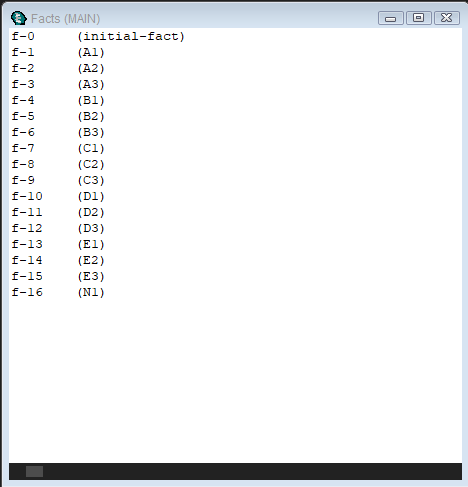 Facts (MAIN)
f-0 (initial-fact)
f-1 (A1)
f-2 (A2)
f-3 (A3)
f-4 (B1)
f-5 (B2)
f-6 (B3)
f-7 (C1)
f-8 (C2)
f-9 (C3)
f-10 (D1)
f-11 (D2)
f-12 (D3)
f-13 (E1)
f-14 (E2)
f-15 (E3)
f-16 (N1)